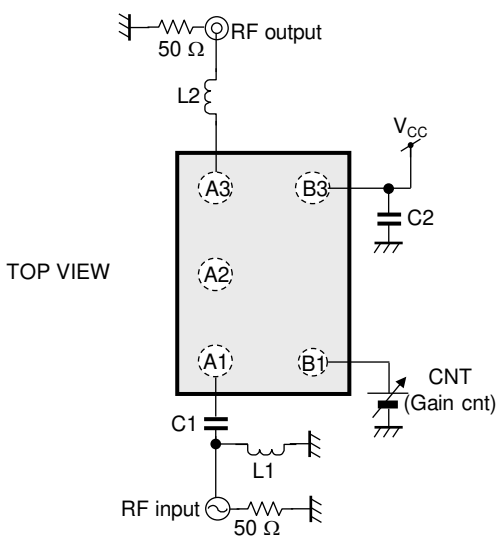 RF output
50 Ω
L2
V_CC
A3
B3
C2
TOP VIEW
A2
A1
B1
CNT
(Gain cnt)
C1
L1
RF input
50 Ω